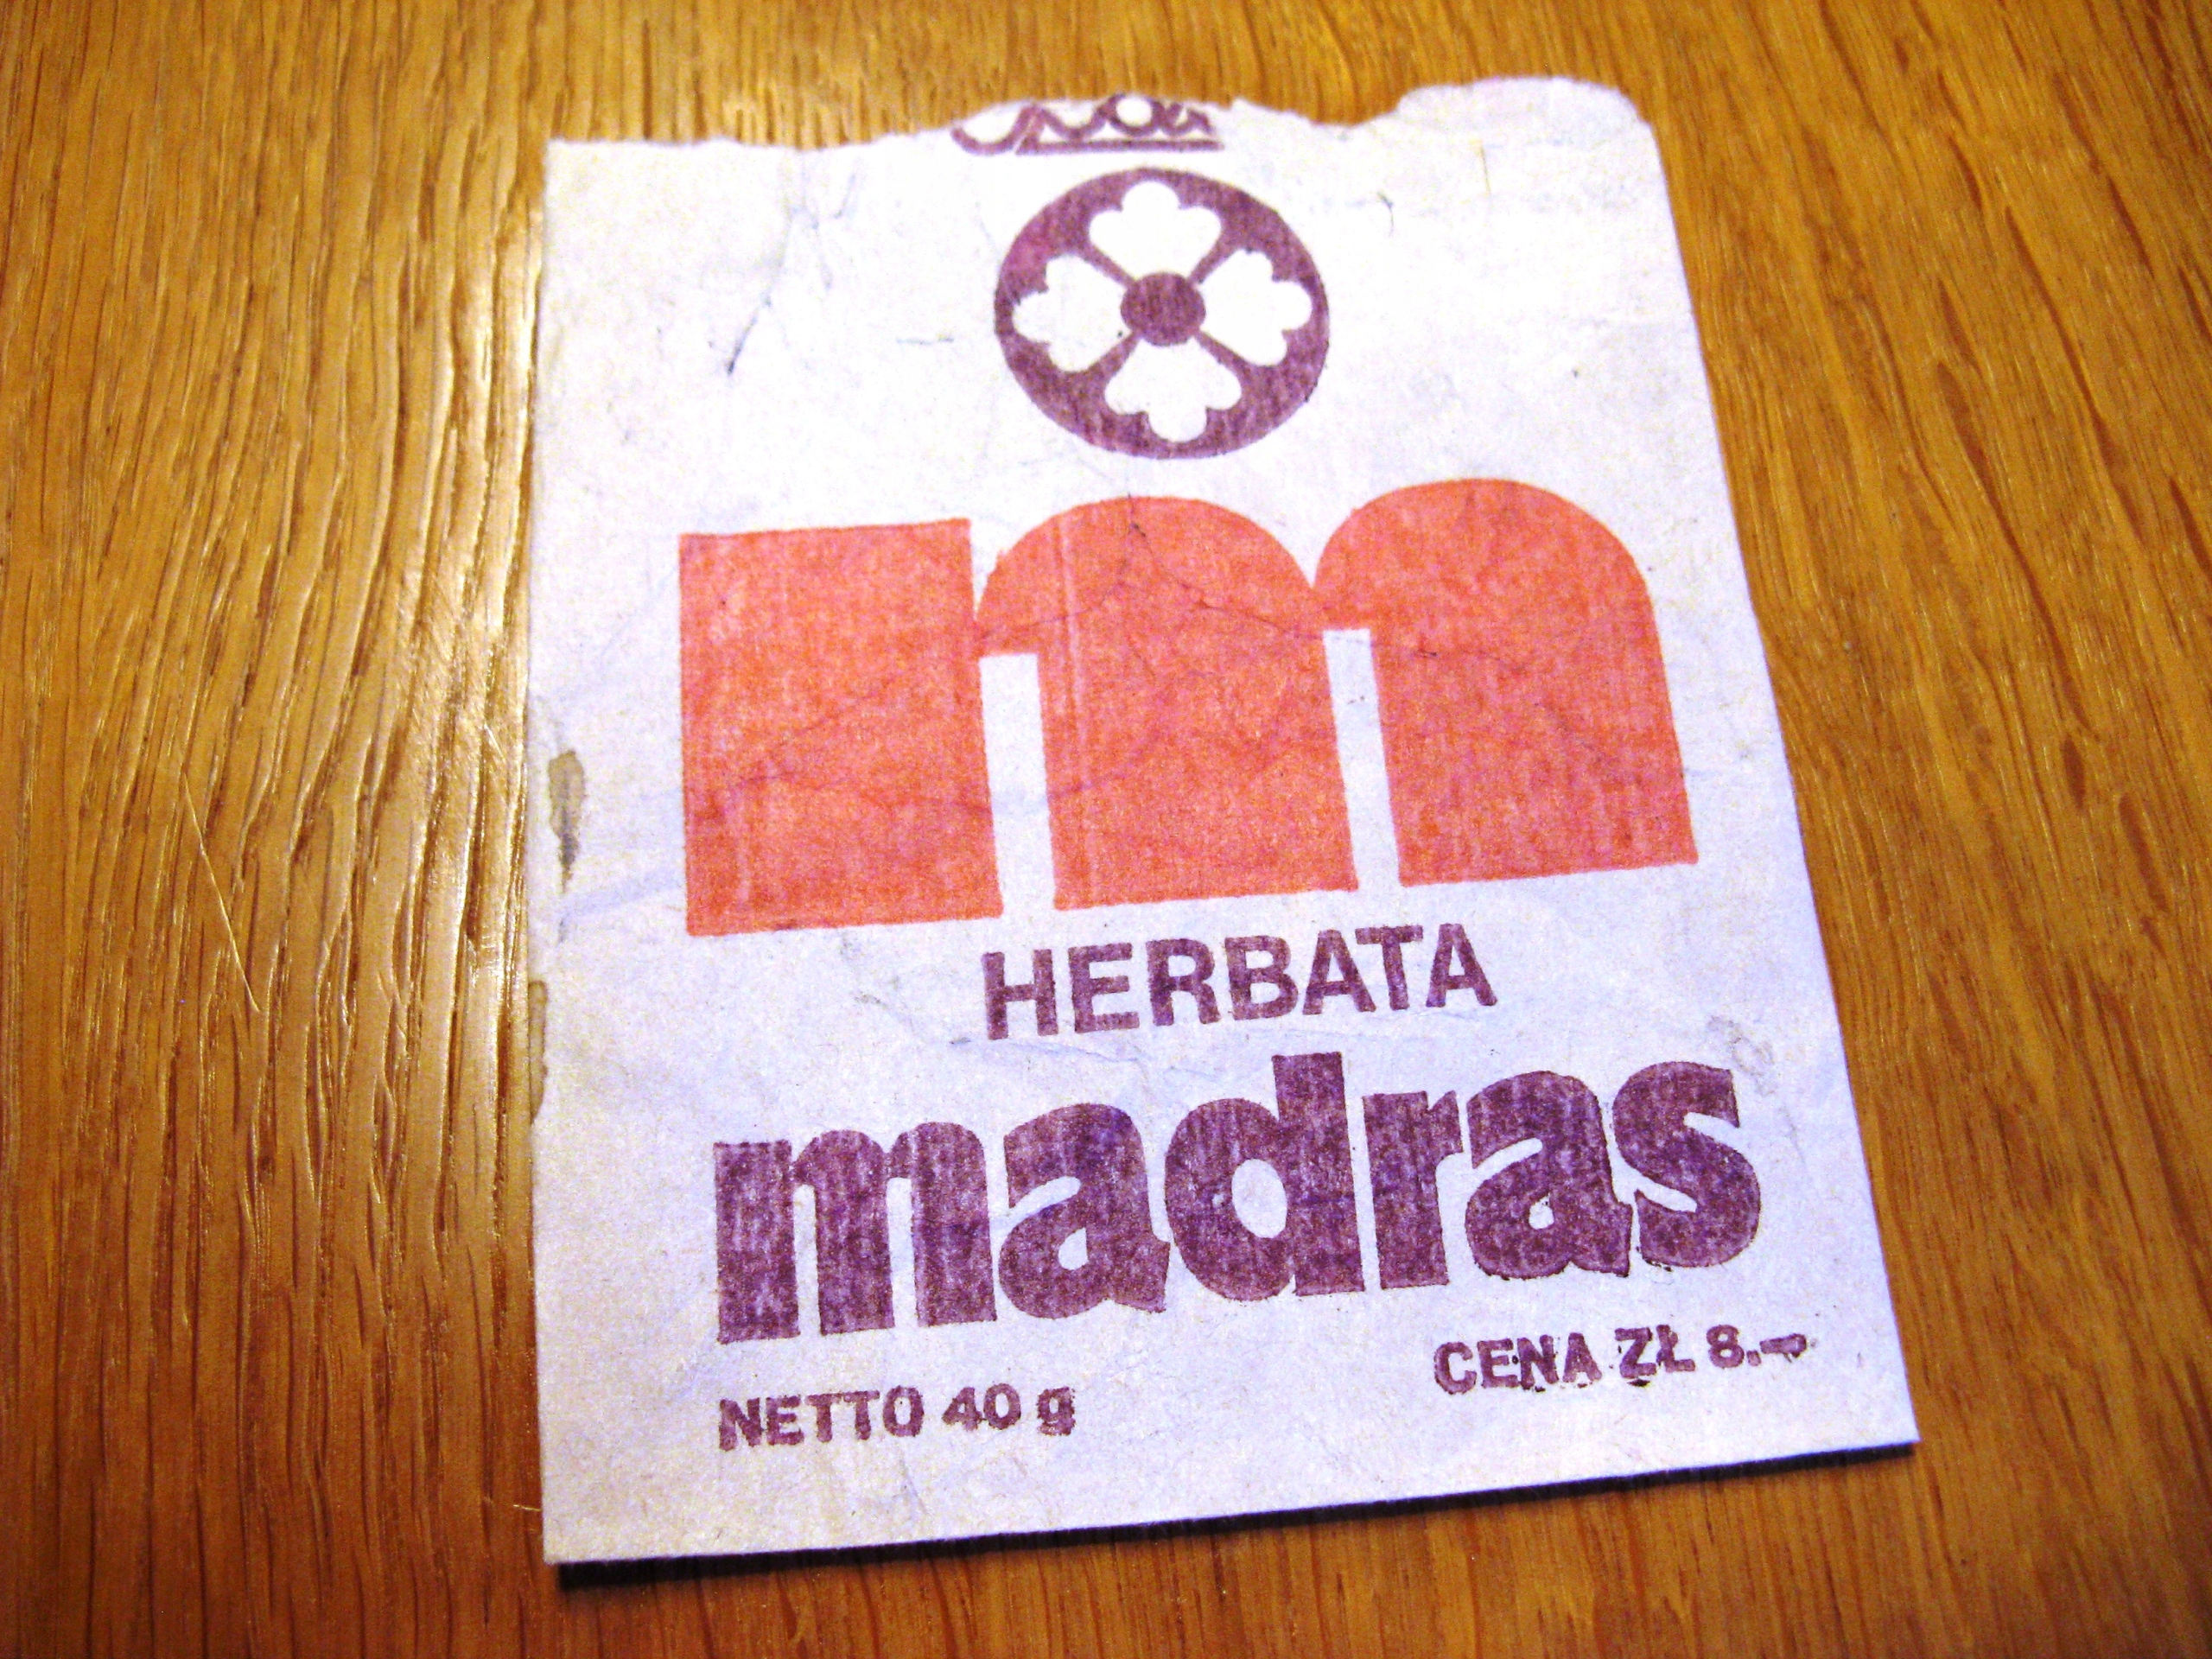 m
HERBATA
madras
NETTO 40 g
CENA ZŁ 8.-